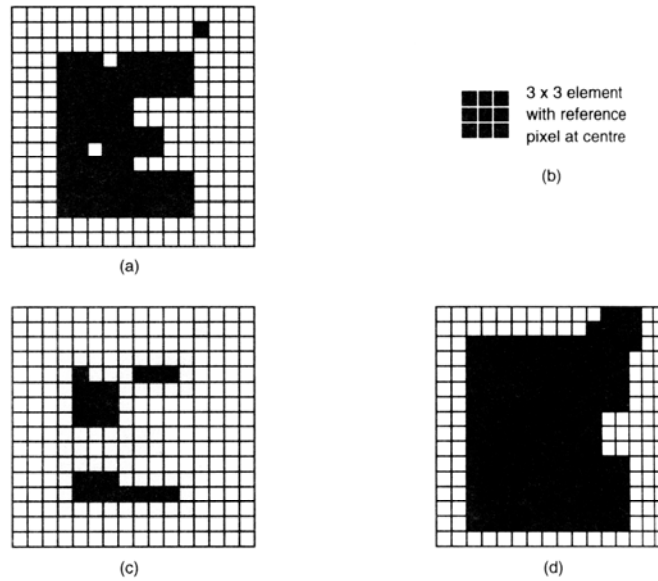 3 x 3 element
with reference
pixel at centre
(b)
(a)
(c)
(d)